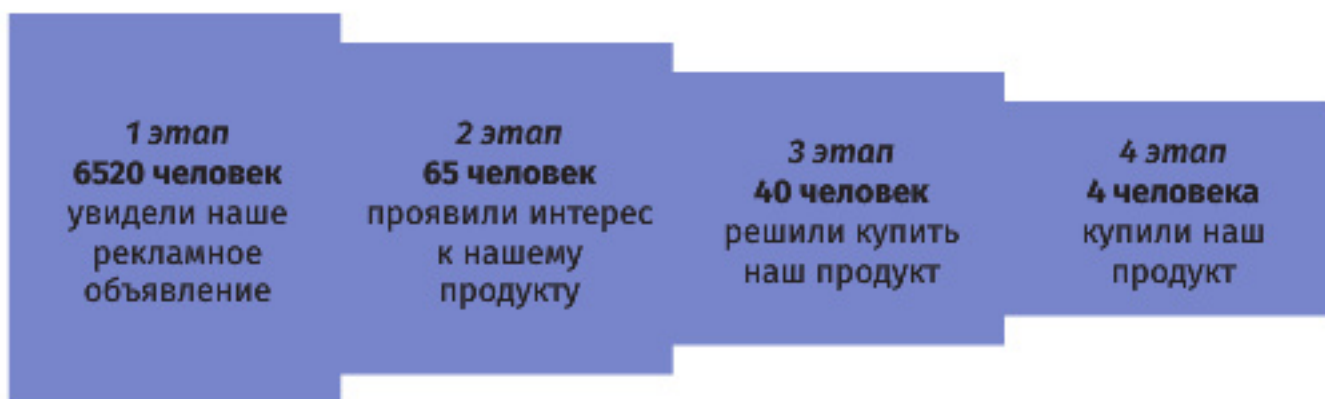 1 этап
6520 человек
увидели наше
рекламное
объявление
2 этап
65 человек
проявили интерес
к нашему
продукту
3 этап
40 человек
решили купить
наш продукт
4 этап
4 человека
купили наш
продукт